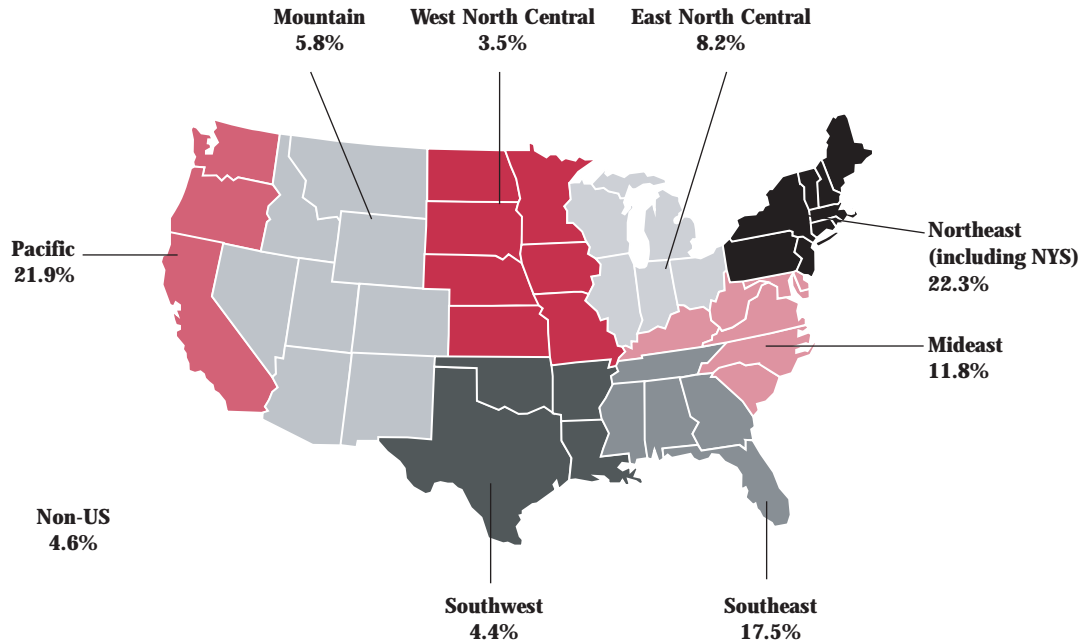 Mountain
5.8%
West North Central
3.5%
East North Central
8.2%
Pacific
21.9%
Northeast
(including NYS)
22.3%
Mideast
11.8%
Non-US
4.6%
Southwest
4.4%
Southeast
17.5%